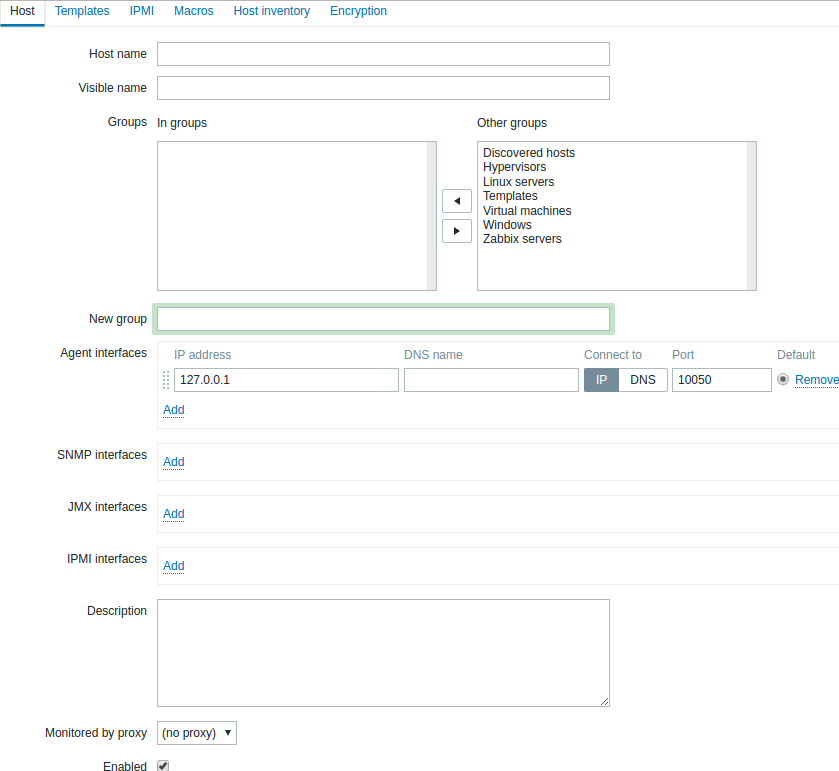 Host Templates IPMI Macros Host inventory Encryption
Host name
Visible name
Groups In groups Other groups
Discovered hosts
Hypervisors
Linux servers
Templates
Virtual machines
Windows
Zabbix servers
New group
Agent interfaces IP address DNS name Connect to Port Default
127.0.0.1 IP DNS 10050 Remove
Add
SNMP interfaces Add
JMX interfaces Add
IPMI interfaces Add
Description
Monitored by proxy (no proxy)
Enabled